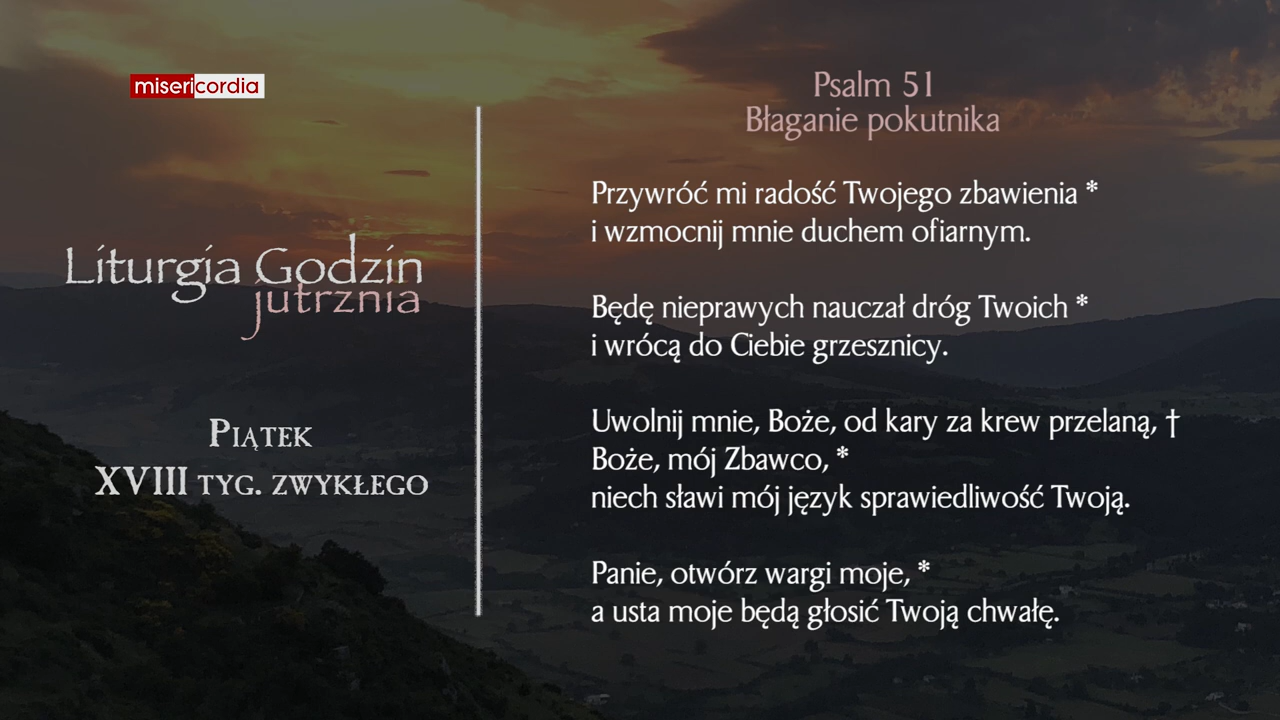 misericordia
Liturgia Godzin
jutrznia
Piątek
XVIII tyg. zwykłego
Psalm 51
Błaganie pokutnika
Przywróć mi radość Twojego zbawienia *
i wzmocnij mnie duchem ofiarnym.
Będę nieprawych nauczał dróg Twoich *
i wrócą do Ciebie grzesznicy.
Uwolnij mnie, Boże, od kary za krew przelaną, †
Boże, mój Zbawco, *
niech sławi mój język sprawiedliwość Twoją.
Panie, otwórz wargi moje, *
a usta moje będą głosić Twoją chwałę.